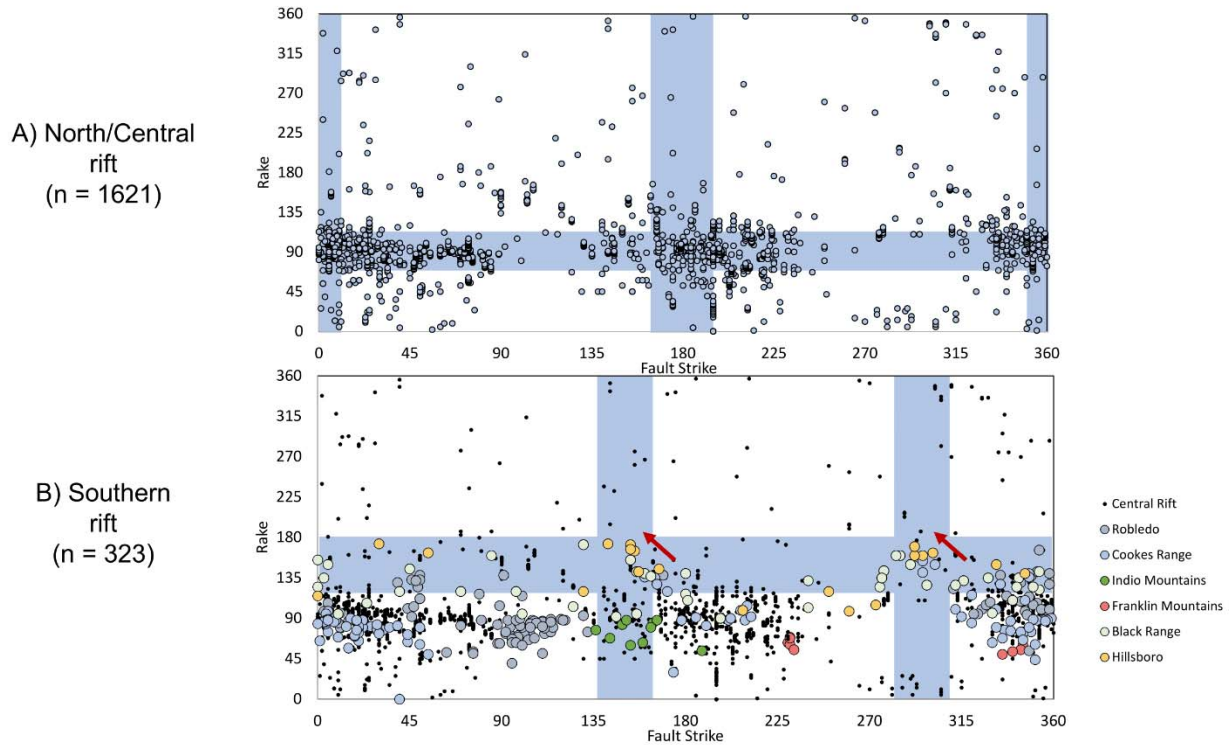 A) North/Central
rift
(n = 1621)
Rake
360
315
270
225
180
135
90
45
0
0 45 90 135 180 225 270 315 360
Fault Strike
B) Southern
rift
(n = 323)
Rake
360
315
270
225
180
135
90
45
0
0 45 90 135 180 225 270 315 360
Fault Strike
Central Rift
Robledo
Cookes Range
Indio Mountains
Franklin Mountains
Black Range
Hillsboro